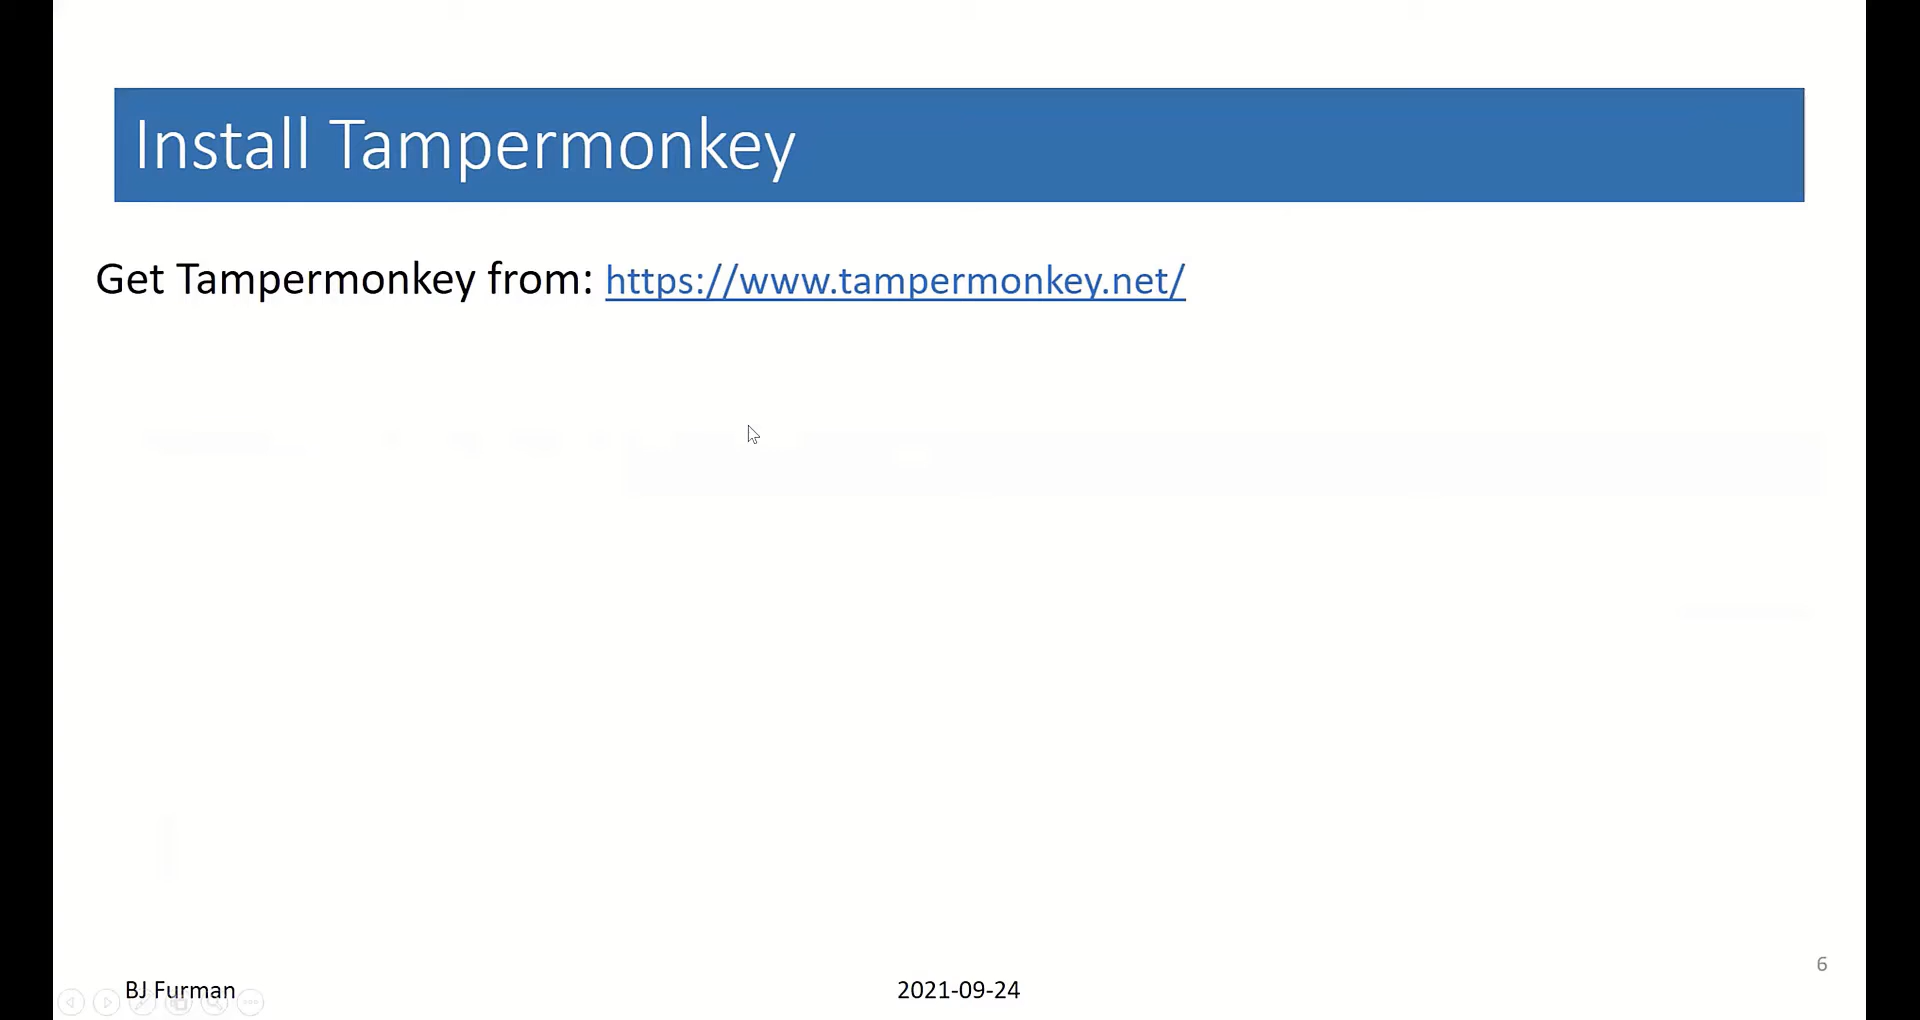 Install Tampermonkey
Get Tampermonkey from: https://www.tampermonkey.net/
6
BJ Furman
2021-09-24